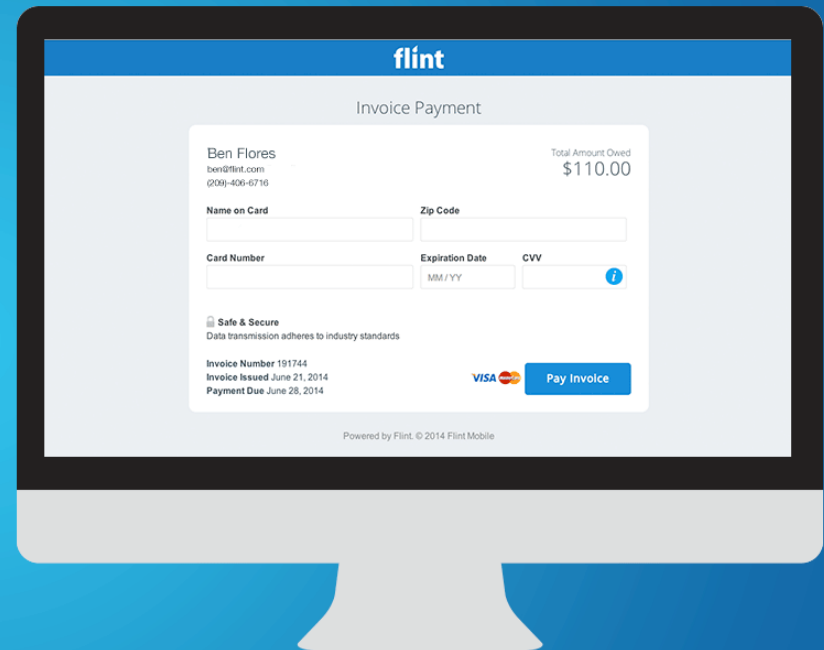 flint
Invoice Payment
Ben Flores
ben@flint.com
(209)-406-6716
Total Amount Owed
$110.00
Name on Card
Zip Code
Card Number
Expiration Date
CVV
MM / YY
i
Safe & Secure
Data transmission adheres to industry standards
Invoice Number 191744
Invoice Issued June 21, 2014
Payment Due June 28, 2014
VISA
Pay Invoice
Powered by Flint. © 2014 Flint Mobile